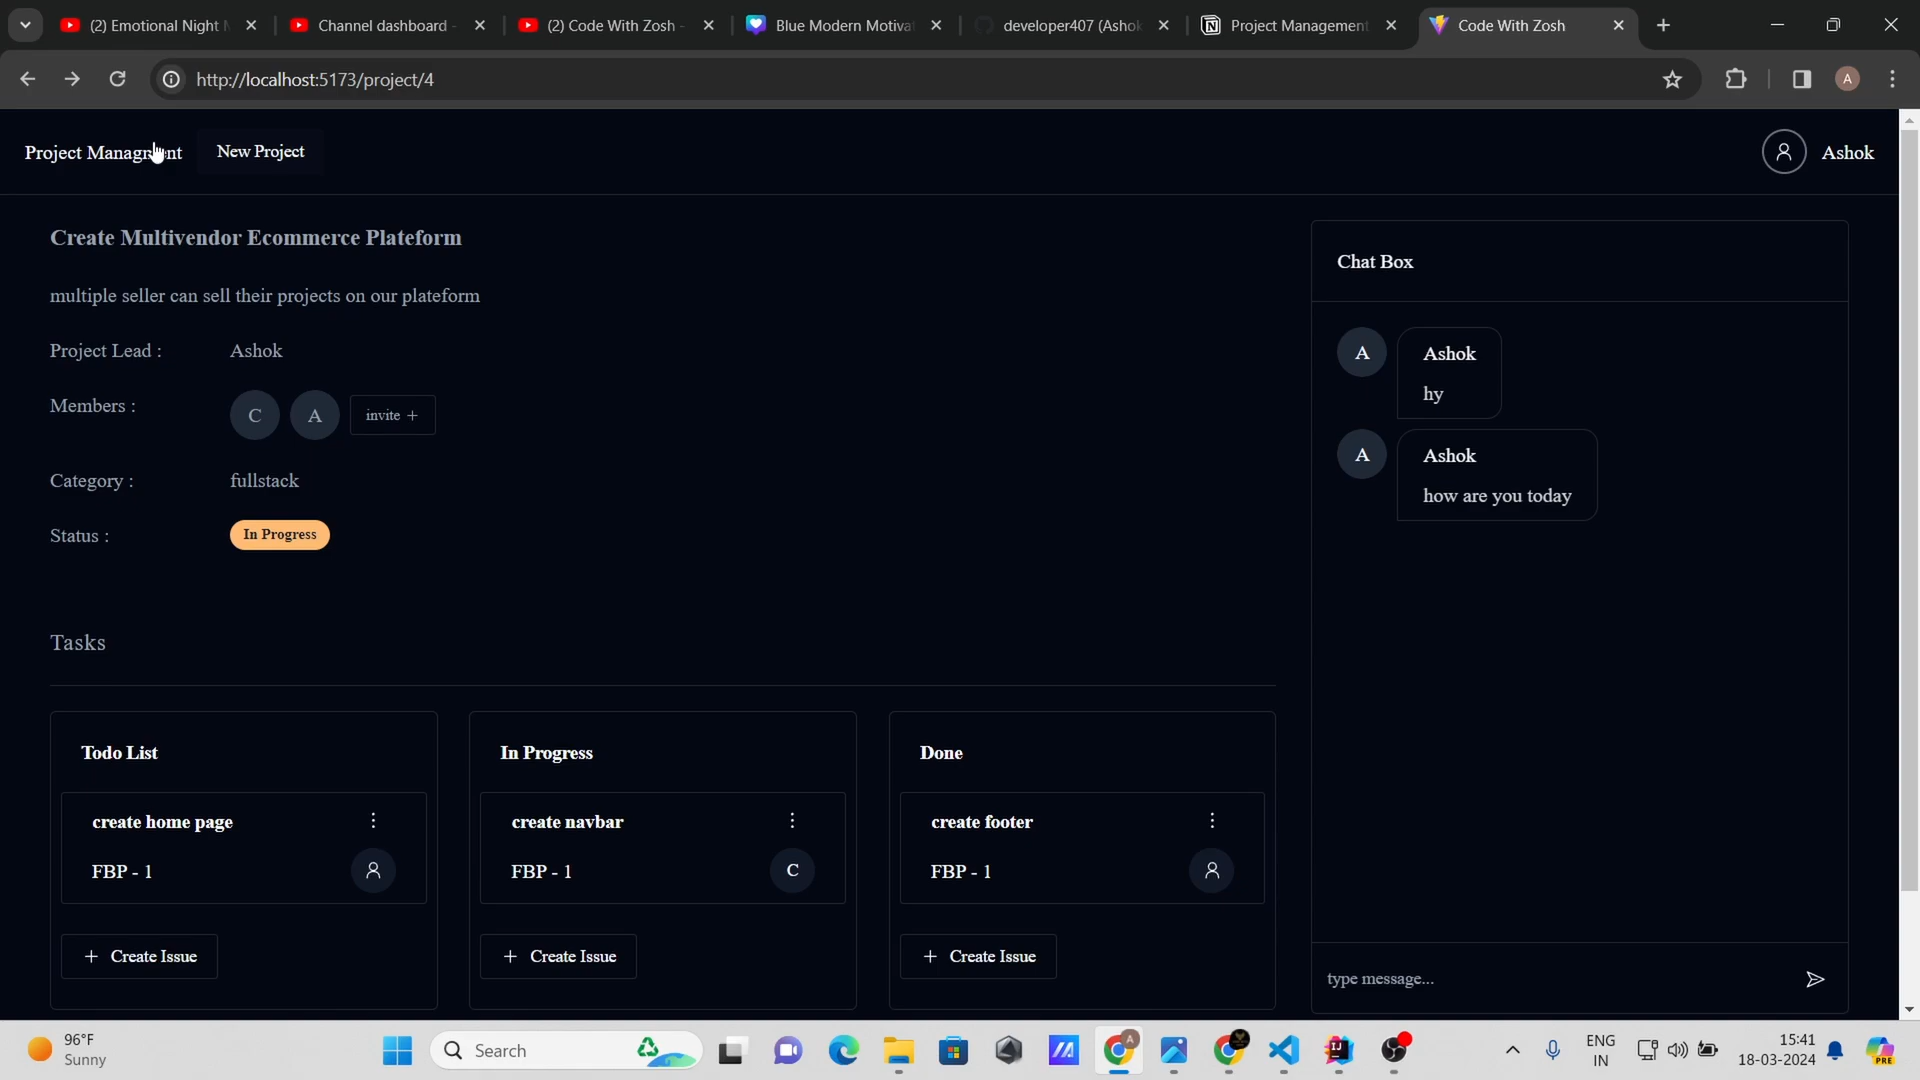 (2) Emotional Night
Channel dashboard -
(2) Code With Zosh -
Blue Modern Motiva
developer407 (Ashok
Project Management
Code With Zosh
http://localhost:5173/project/4
A
Project Managment
New Project
Ashok
Create Multivendor Ecommerce Plateform
multiple seller can sell their projects on our plateform
Project Lead :
Ashok
Members :
C
A
invite +
Category :
fullstack
Status :
In Progress
Chat Box
A
Ashok
hy
A
Ashok
how are you today
type message...
Tasks
Todo List
create home page
FBP - 1
+ Create Issue
In Progress
create navbar
FBP - 1
C
+ Create Issue
Done
create footer
FBP - 1
+ Create Issue
96°F
Sunny
Search
A
ENG
IN
15:41
18-03-2024
PRE